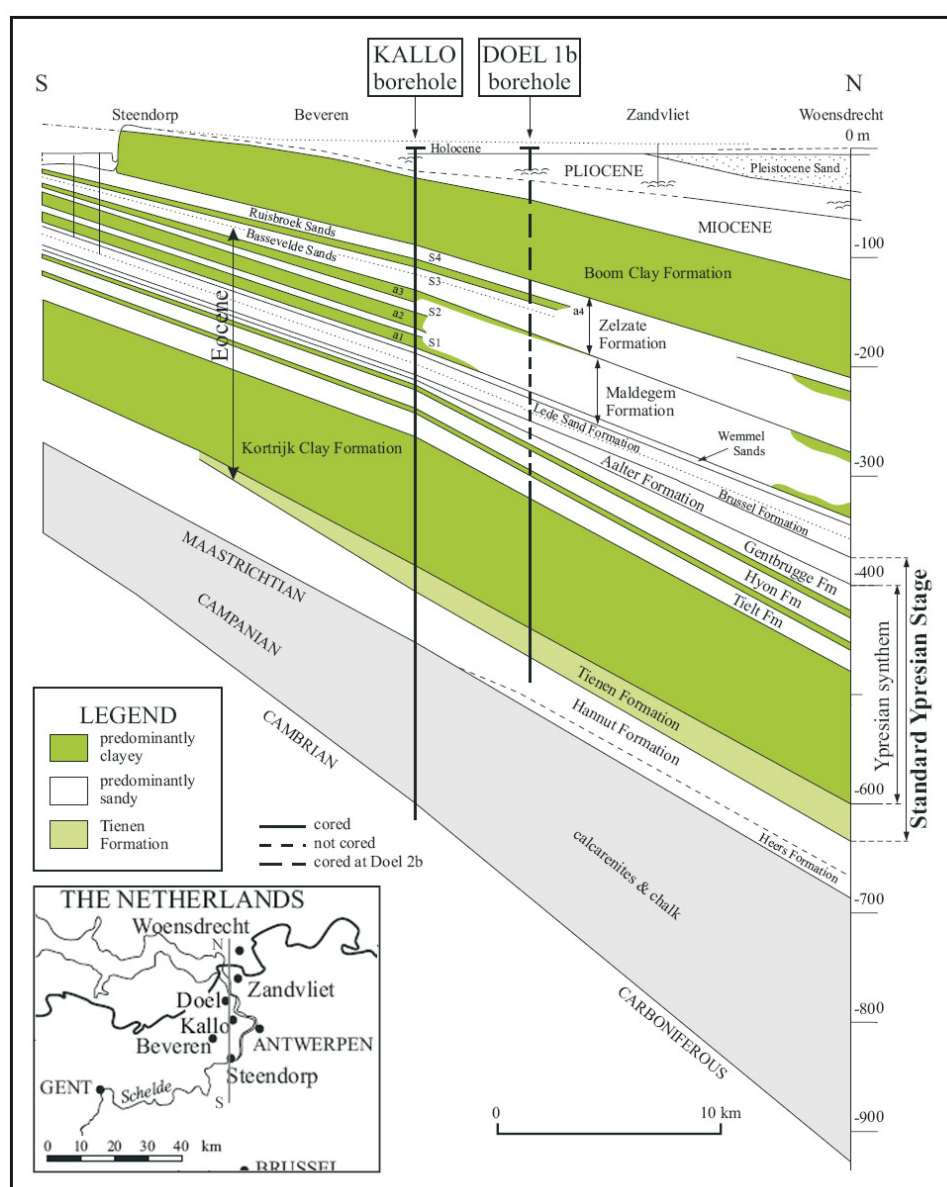 KALLO
borehole
DOEL 1b
borehole
S
N
Steendorp
Beveren
Zandvliet
Woensdrecht
0 m
Holocene
PLIOCENE
Pleistocene Sand
MIOCENE
-100
Ruisbroek Sands
Bassevelde Sands
S4
S3
Boom Clay Formation
a3
S2
a4
a2
a1
S1
Zelzate
Formation
Eocene
-200
Maldegem
Formation
Lede Sand Formation
Wemmel
Sands
Kortrijk Clay Formation
Aalter Formation
Brussel Formation
-300
MAASTRICHTIAN
Gentbrugge Fm
Hyon Fm
Tielt Fm
-400
CAMPANIAN
CAMBRIAN
Ypresian synthem
Standard Ypresian Stage
Tienen Formation
Hannut Formation
-600
Heers Formation
calcarenites & chalk
-700
-800
CARBONIFEROUS
-900
LEGEND
predominantly
clayey
predominantly
sandy
Tienen
Formation
cored
not cored
cored at Doel 2b
0
10 km
THE NETHERLANDS
Woensdrecht
N
Zandvliet
Doel
Kallo
Beveren
ANTWERPEN
Steendorp
GENT
Schelde
S
0 10 20 30 40 km
BRUSSEL